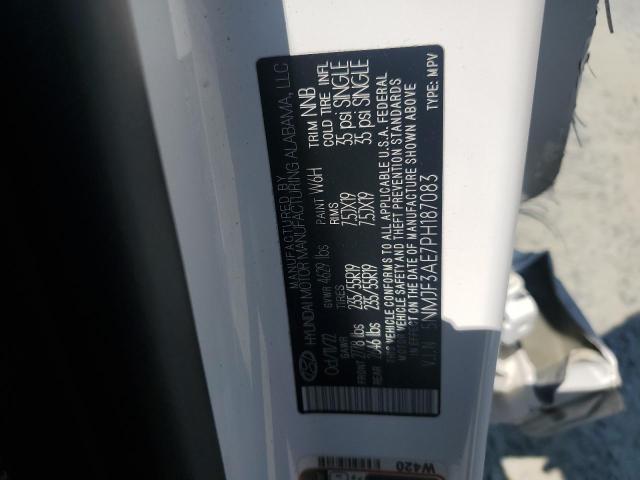 MANUFACTURED BY
HYUNDAI MOTOR MANUFACTURING ALABAMA, LLC
Oct/11/22 GVWR 4629 lbs PAINT W6H TRIM NNB
GAWR TIRES RIMS COLD TIRE INFL
FRONT 2778 lbs 235/55R19 7.5JX19 35 psi SINGLE
REAR lbs 235/55R19 7.5JX19 35 psi SINGLE
THIS VEHICLE CONFORMS TO ALL APPLICABLE U.S.A. FEDERAL
MOTOR VEHICLE SAFETY AND THEFT PREVENTION STANDARDS
IN EFFECT ON THE DATE OF MANUFACTURE SHOWN ABOVE
V.I.N 5NMJF3AE7PH187083 TYPE: MPV
W420